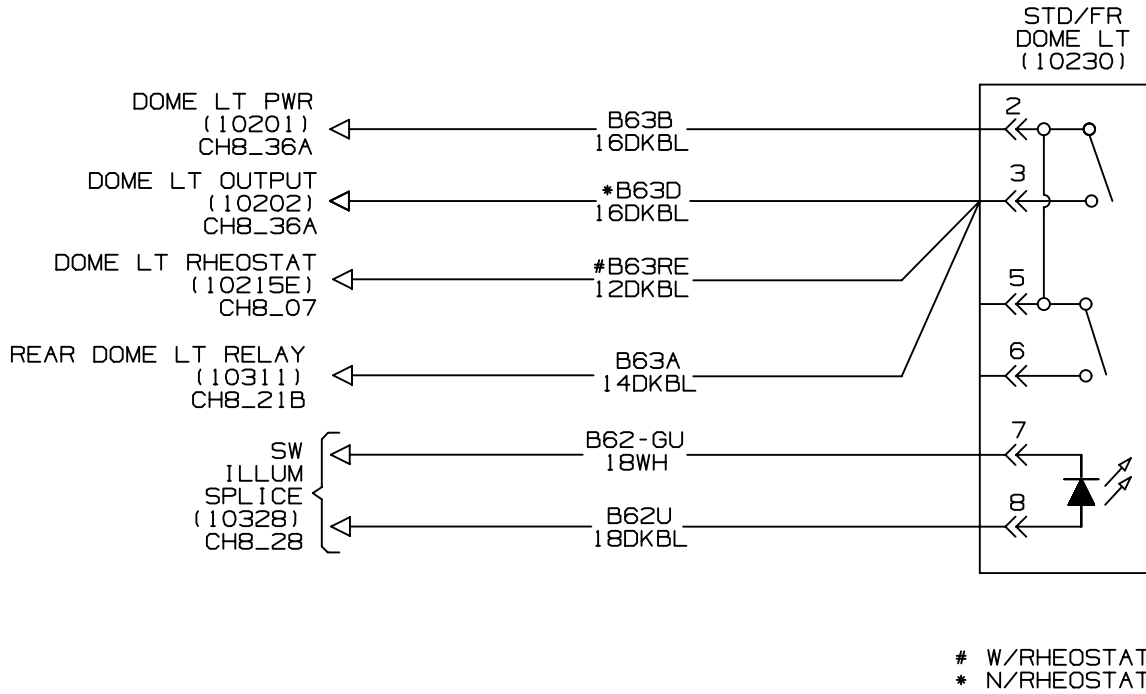 STD/FR
DOME LT
(10230)
DOME LT PWR
(10201)
CH8_36A
B63B
16DKBL
2
DOME LT OUTPUT
(10202)
CH8_36A
*B63D
16DKBL
3
DOME LT RHEOSTAT
(10215E)
CH8_07
#B63RE
12DKBL
5
REAR DOME LT RELAY
(10311)
CH8_21B
B63A
14DKBL
6
SW
ILLUM
SPLICE
(10328)
CH8_28
B62-GU
18WH
7
B62U
18DKBL
8
# W/RHEOSTAT
* N/RHEOSTAT